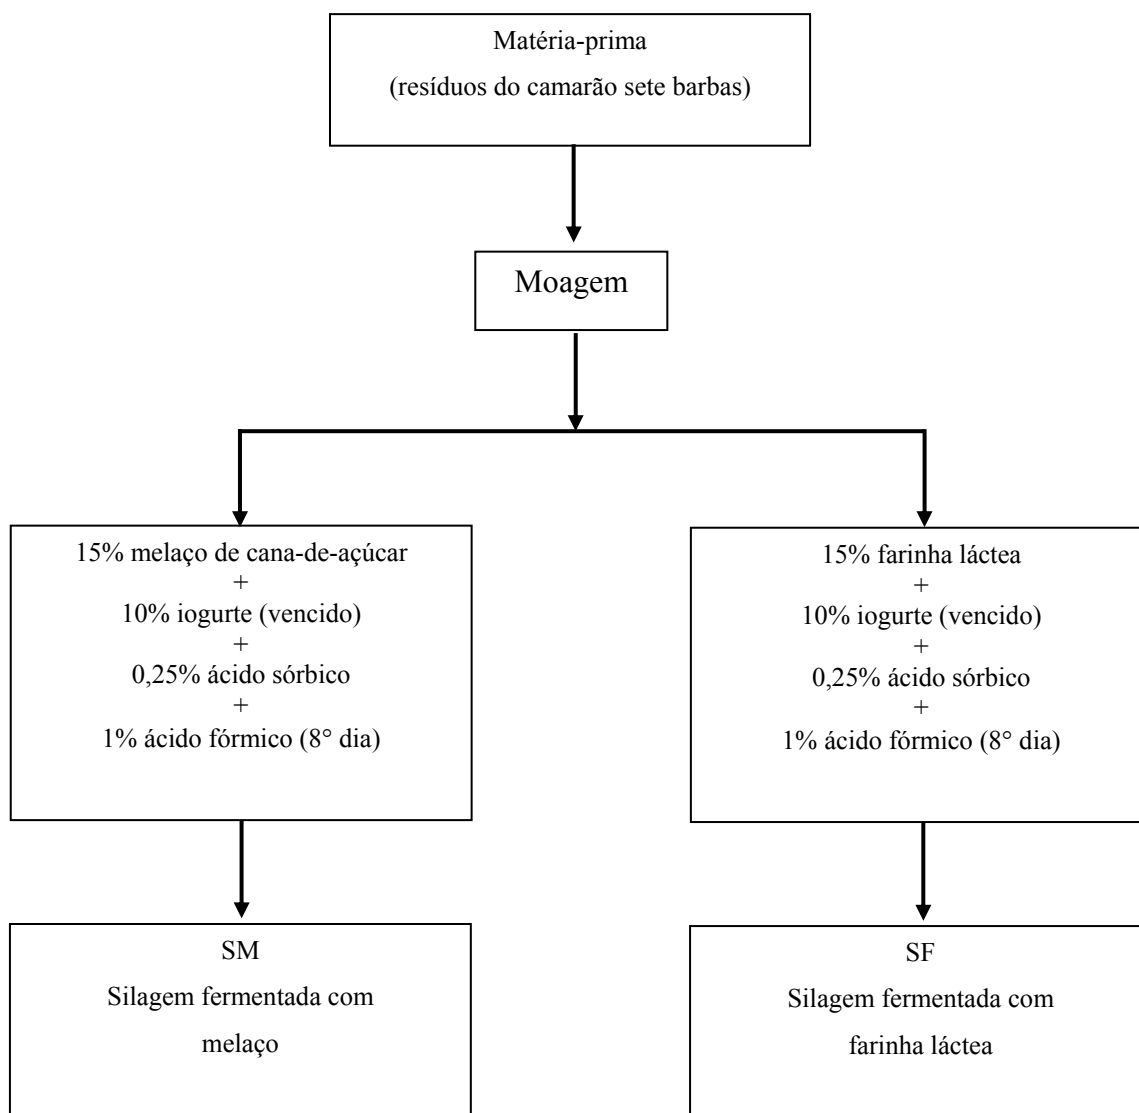 Matéria-prima
(resíduos do camarão sete barbas)
Moagem
15% melaço de cana-de-açúcar
+
10% iogurte (vencido)
+
0,25% ácido sórbico
+
1% ácido fórmico (8° dia)
15% farinha láctea
+
10% iogurte (vencido)
+
0,25% ácido sórbico
+
1% ácido fórmico (8° dia)
SM
Silagem fermentada com
melaço
SF
Silagem fermentada com
farinha láctea